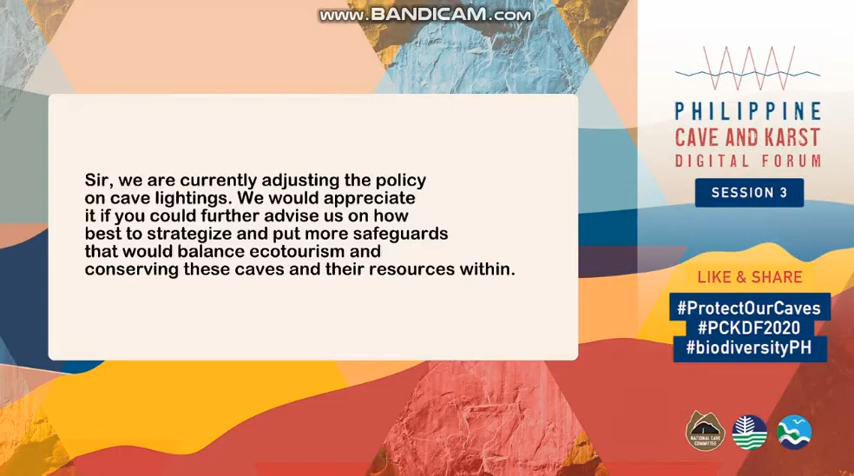 www.BANDICAM.com
Sir, we are currently adjusting the policy
on cave lightings. We would appreciate
it if you could further advise us on how
best to strategize and put more safeguards
that would balance ecotourism and
conserving these caves and their resources within.
PHILIPPINE
CAVE AND KARST
DIGITAL FORUM
SESSION 3
LIKE & SHARE
#ProtectOurCaves
#PCKDF2020
#biodiversityPH
NATIONAL CAVE
COMMITTEE